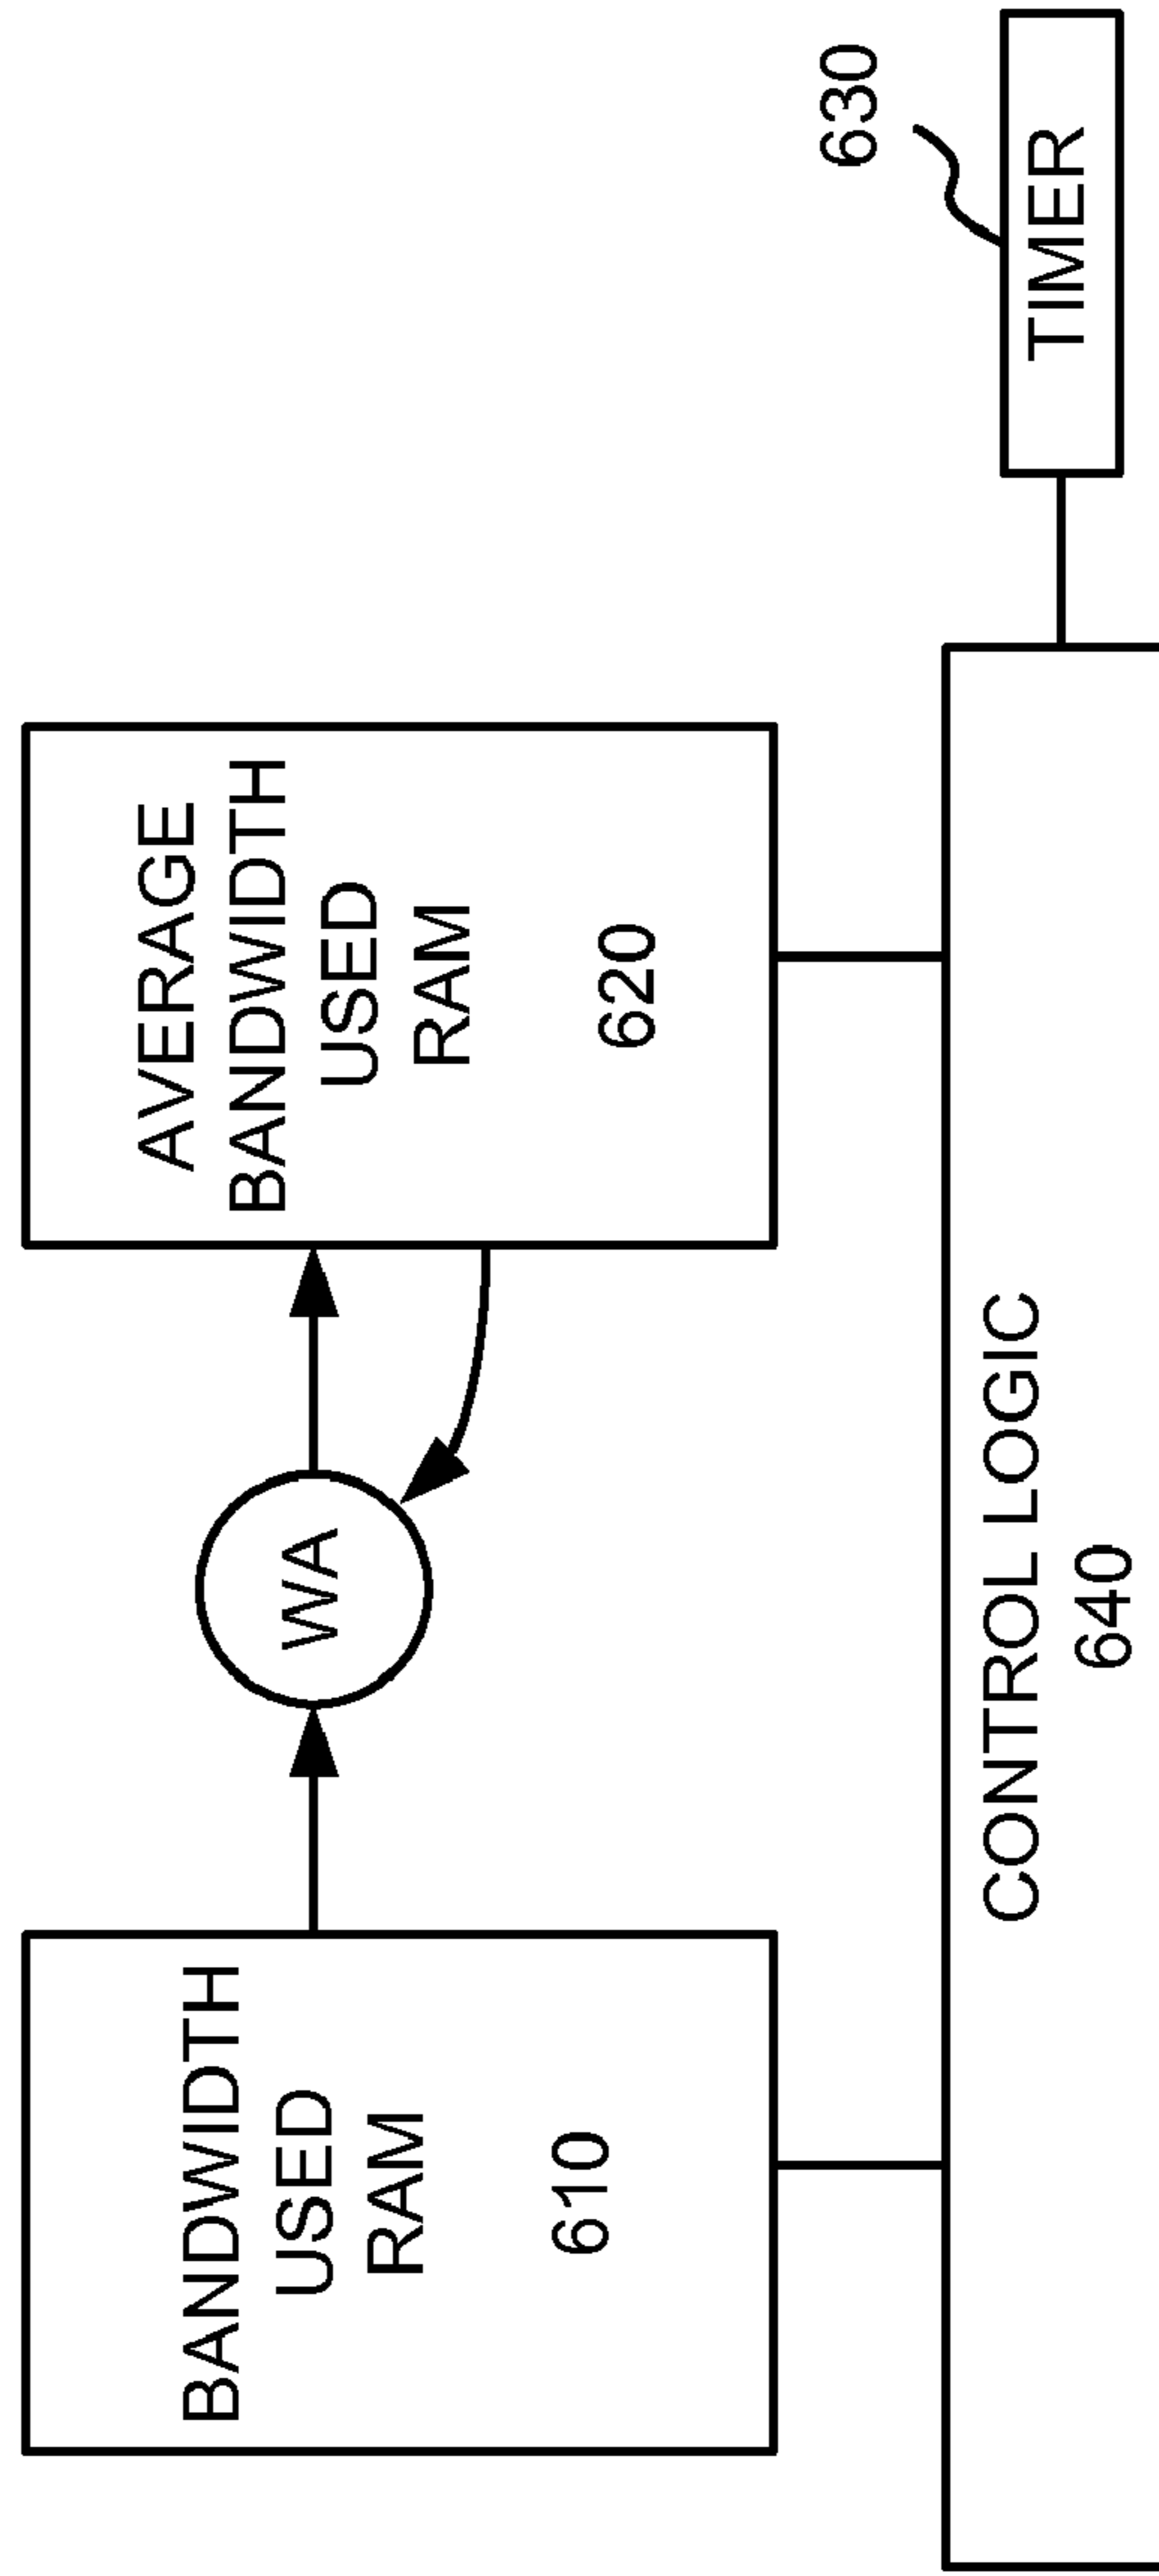 BANDWIDTH
USED
RAM
610
WA
AVERAGE
BANDWIDTH
USED
RAM
620
630
TIMER
CONTROL LOGIC
640